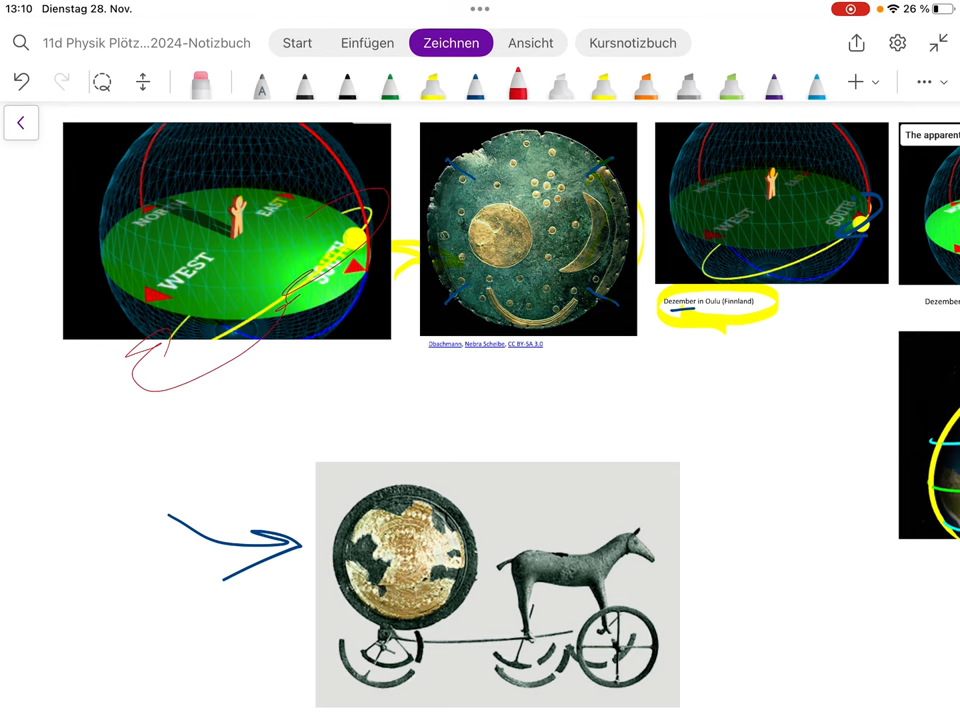 13:10 Dienstag 28. Nov.
26 %
11d Physik Plötz...2024-Notizbuch
Start Einfügen Zeichnen Ansicht Kursnotizbuch
A
NORTH
EAST
WEST
SOUTH
EAST
WEST
SOUTH
The apparent
Dezember in Oulu (Finnland)
Dezember
Dbachmann, Nebra Scheibe, CC BY-SA 3.0